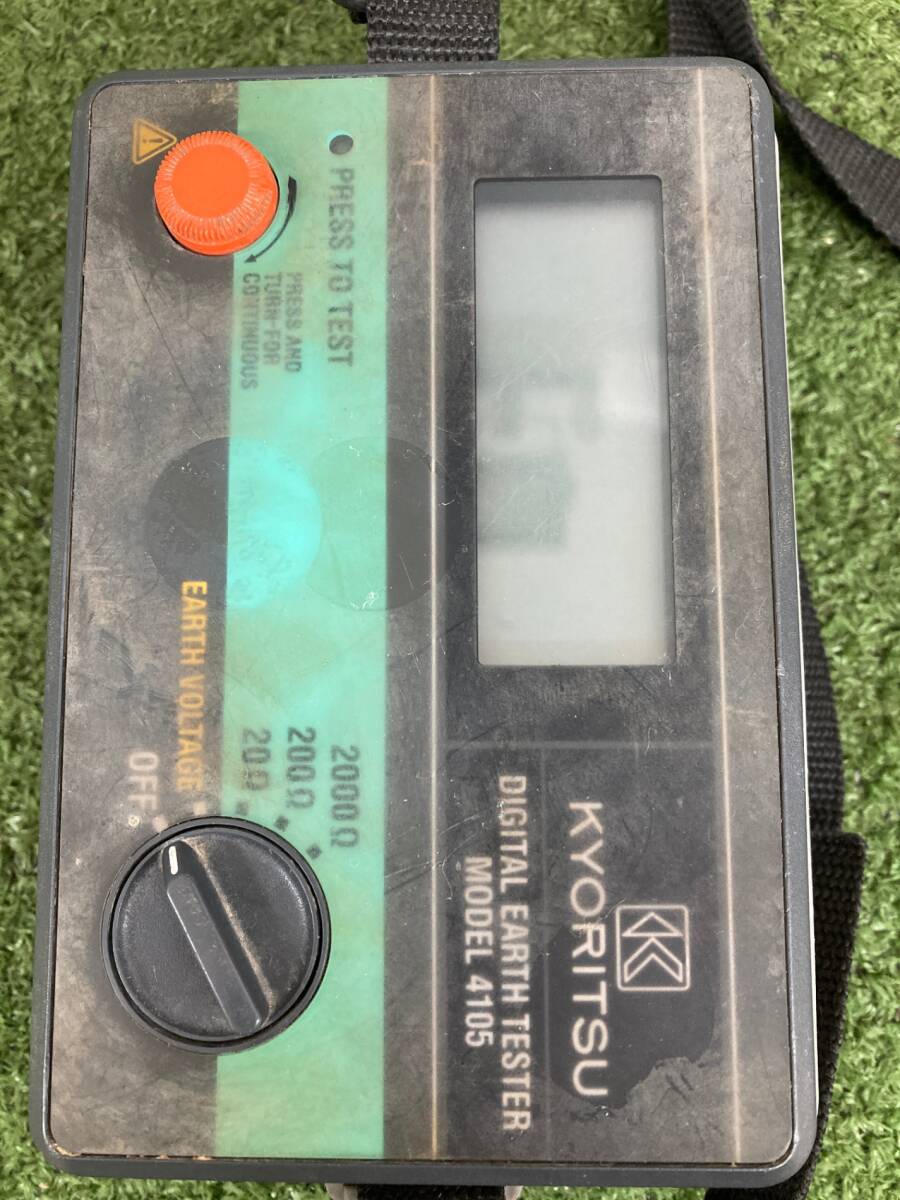 KYORITSU
DIGITAL EARTH TESTER
MODEL 4105
PRESS TO TEST
PRESS AND
TURN FOR
CONTINUOUS
2000Ω
200Ω
20Ω
EARTH VOLTAGE
OFF